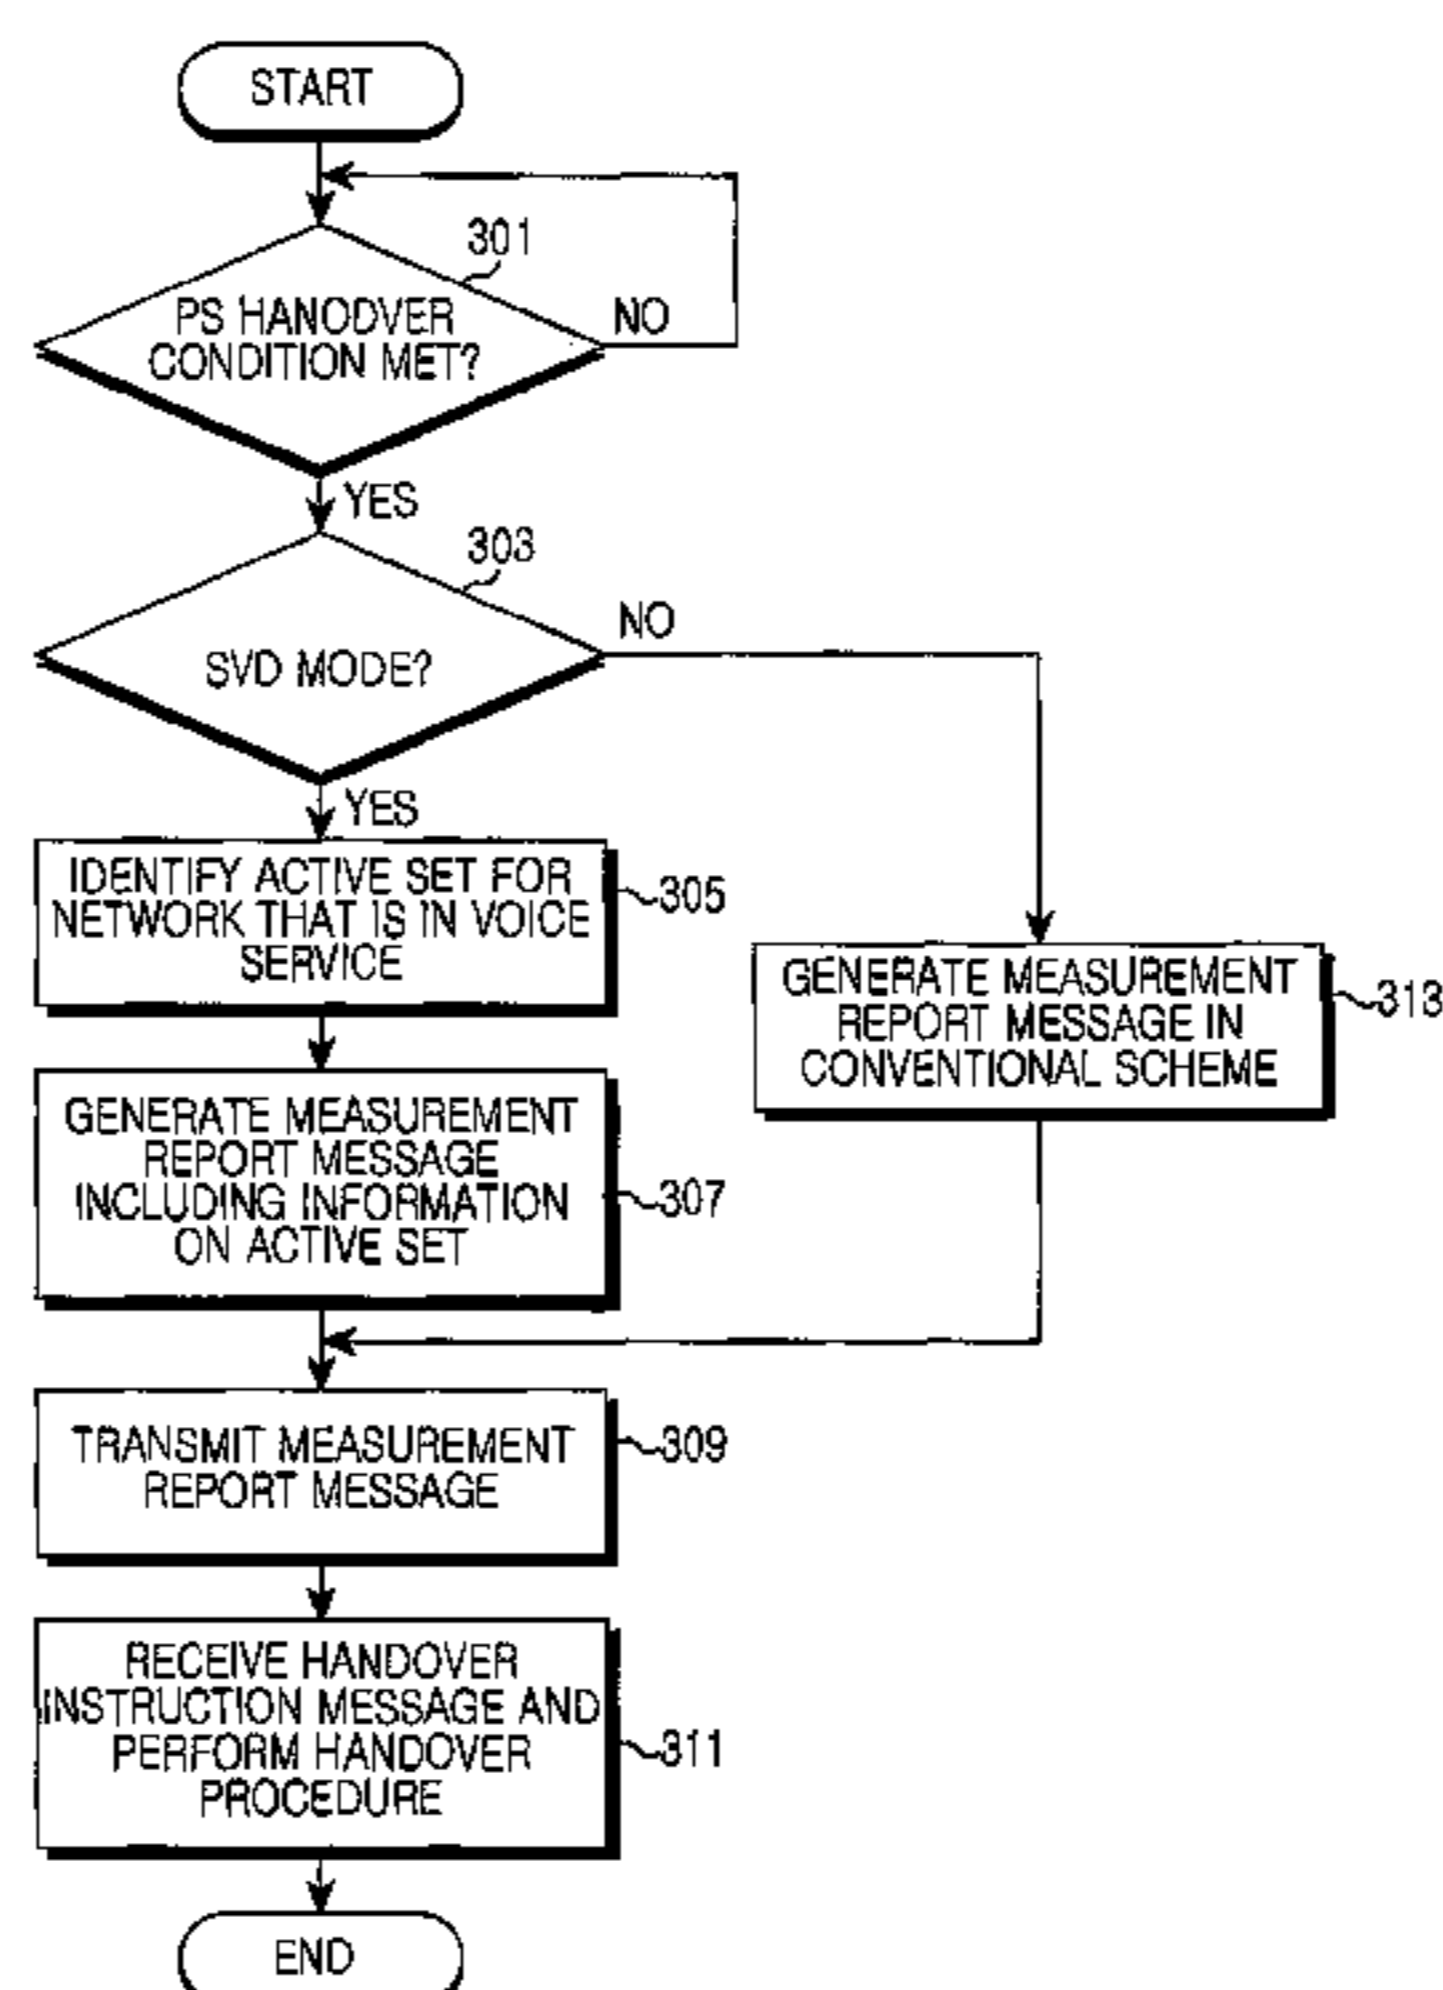 START
301
PS HANODVER
CONDITION MET?
NO
YES
303
SVD MODE?
NO
YES
IDENTIFY ACTIVE SET FOR
NETWORK THAT IS IN VOICE
SERVICE
305
GENERATE MEASUREMENT
REPORT MESSAGE IN
CONVENTIONAL SCHEME
313
GENERATE MEASUREMENT
REPORT MESSAGE
INCLUDING INFORMATION
ON ACTIVE SET
307
TRANSMIT MEASUREMENT
REPORT MESSAGE
309
RECEIVE HANDOVER
INSTRUCTION MESSAGE AND
PERFORM HANDOVER
PROCEDURE
311
END